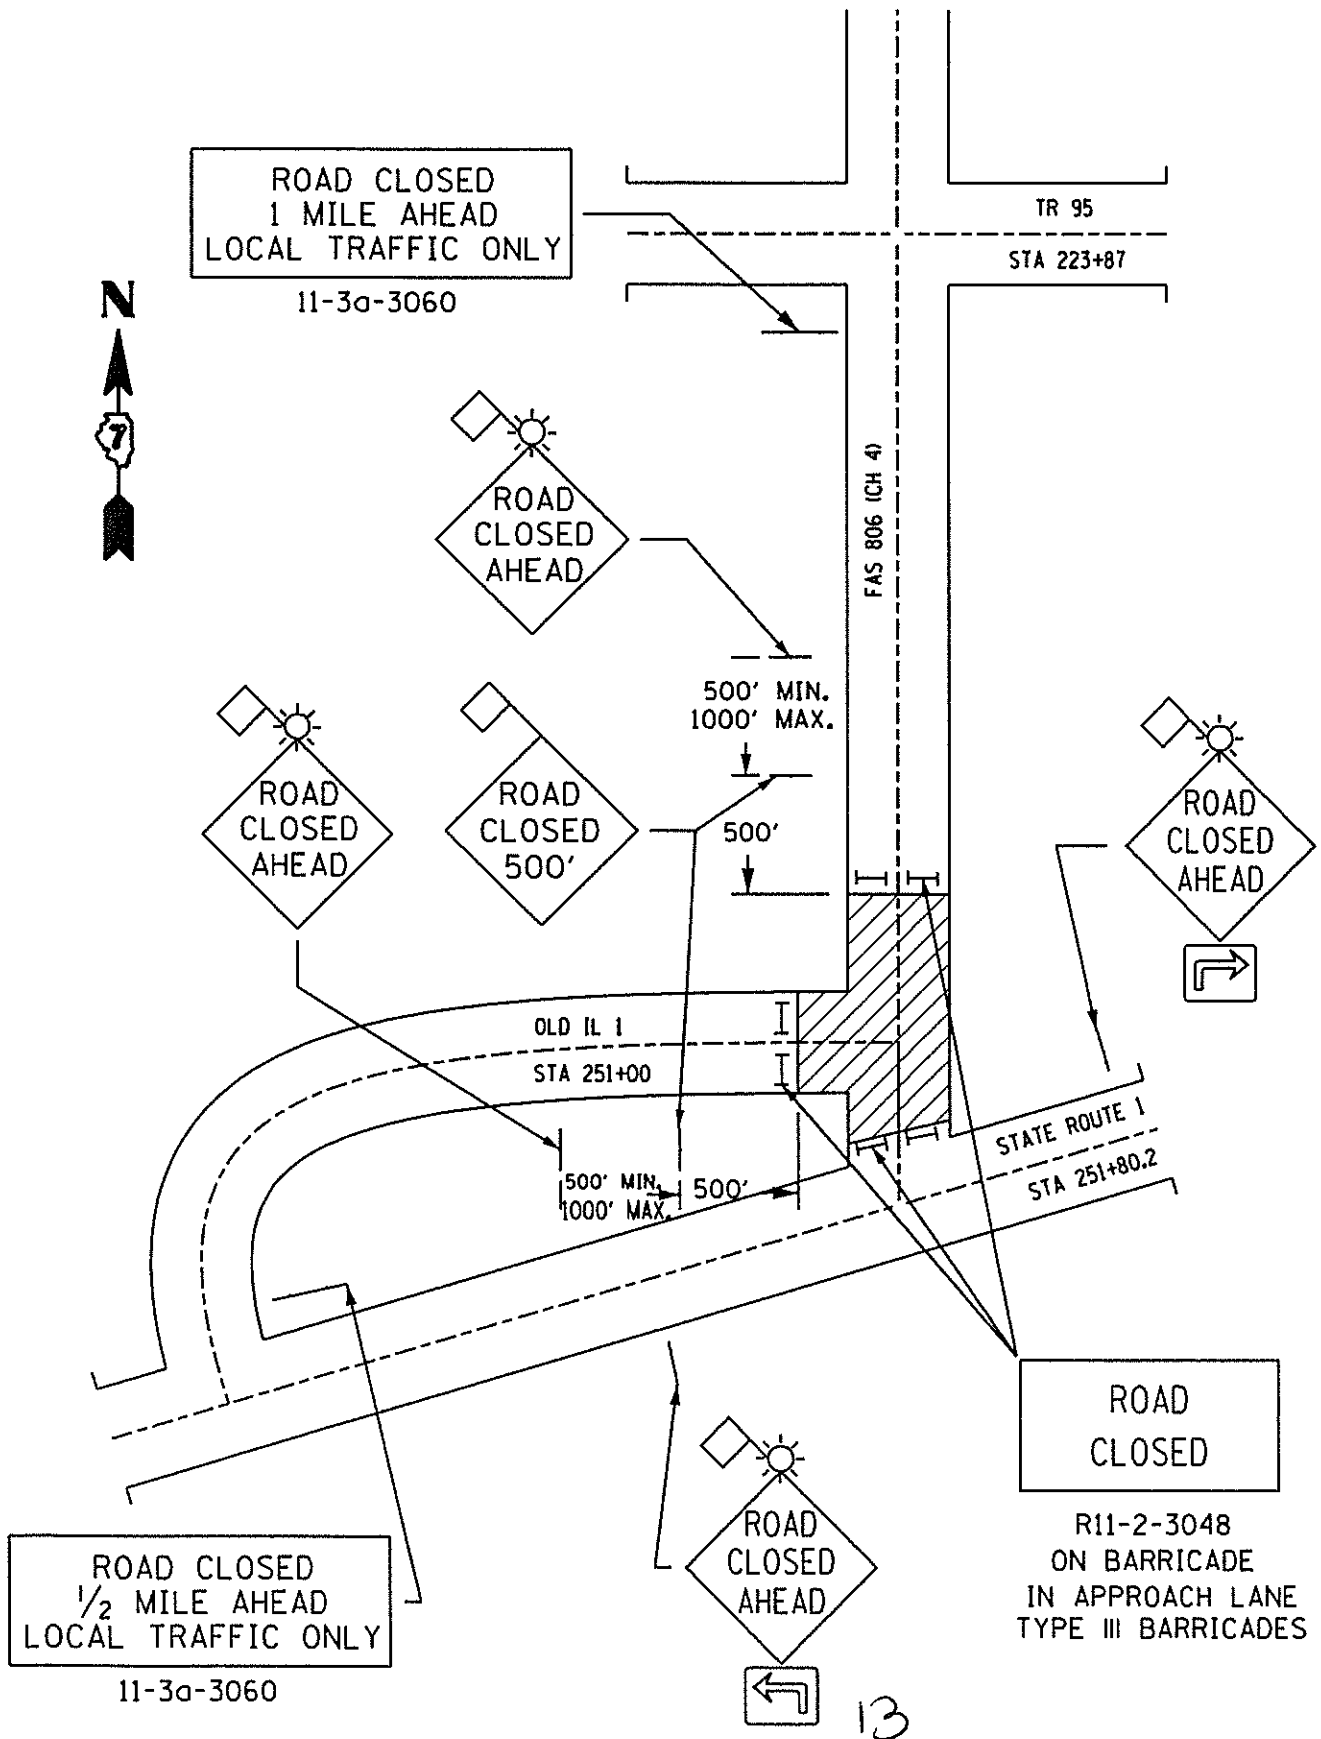 ROAD CLOSED
1 MILE AHEAD
LOCAL TRAFFIC ONLY
11-3a-3060
TR 95
STA 223+87
N
7
ROAD
CLOSED
AHEAD
FAS 806 (CH 4)
500' MIN.
1000' MAX.
ROAD
CLOSED
AHEAD
ROAD
CLOSED
500'
500'
ROAD
CLOSED
AHEAD
OLD IL 1
STA 251+00
STATE ROUTE 1
STA 251+80.2
500' MIN.
1000' MAX.
500'
ROAD
CLOSED
R11-2-3048
ON BARRICADE
IN APPROACH LANE
TYPE III BARRICADES
ROAD
CLOSED
AHEAD
ROAD CLOSED
1/2 MILE AHEAD
LOCAL TRAFFIC ONLY
11-3a-3060
13